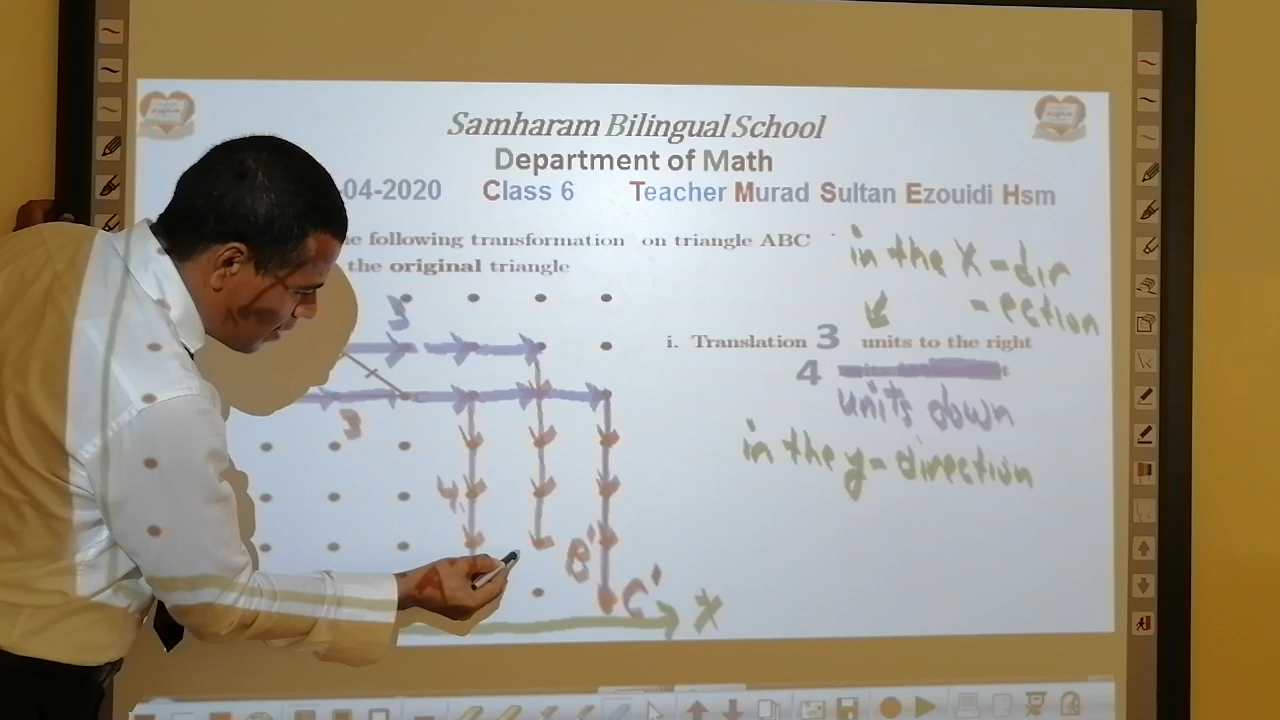 Samharam Bilingual School
Department of Math
-04-2020 Class 6 Teacher Murad Sultan Ezouidi Hsm
following transformation on triangle ABC
the original triangle
in the X-dir
-ection
3
i. Translation 3 units to the right
4
units down
3
in the y-direction
4
B'
C'
X